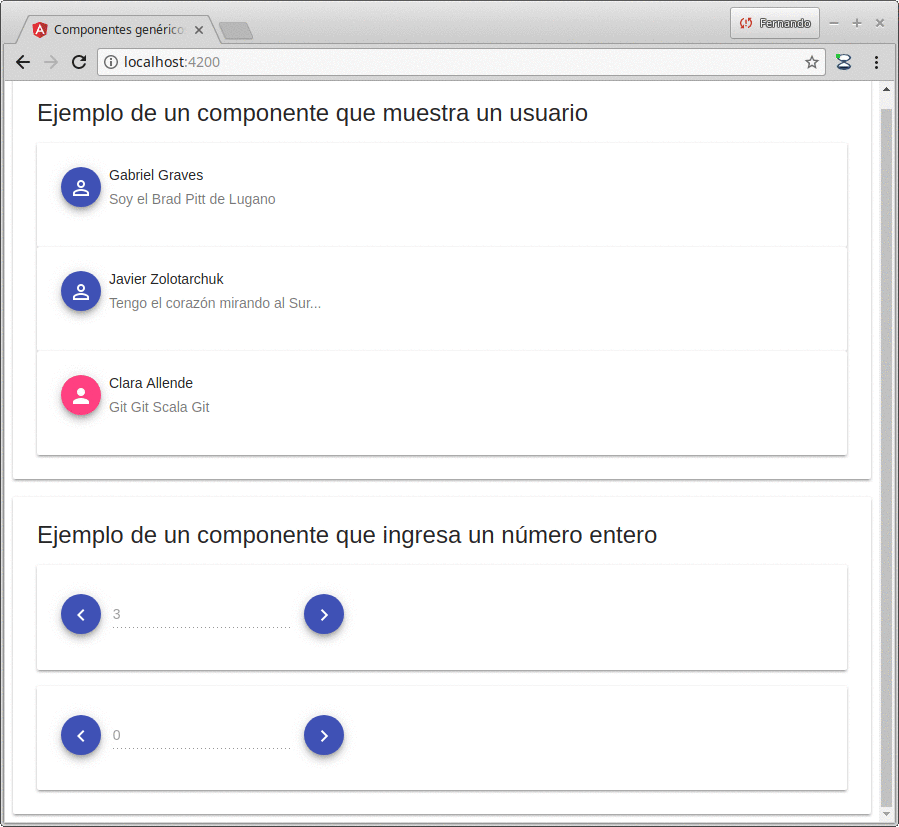 Componentes genérico
Fernando
localhost:4200
Ejemplo de un componente que muestra un usuario
Gabriel Graves
Soy el Brad Pitt de Lugano
Javier Zolotarchuk
Tengo el corazón mirando al Sur...
Clara Allende
Git Git Scala Git
Ejemplo de un componente que ingresa un número entero
3
0